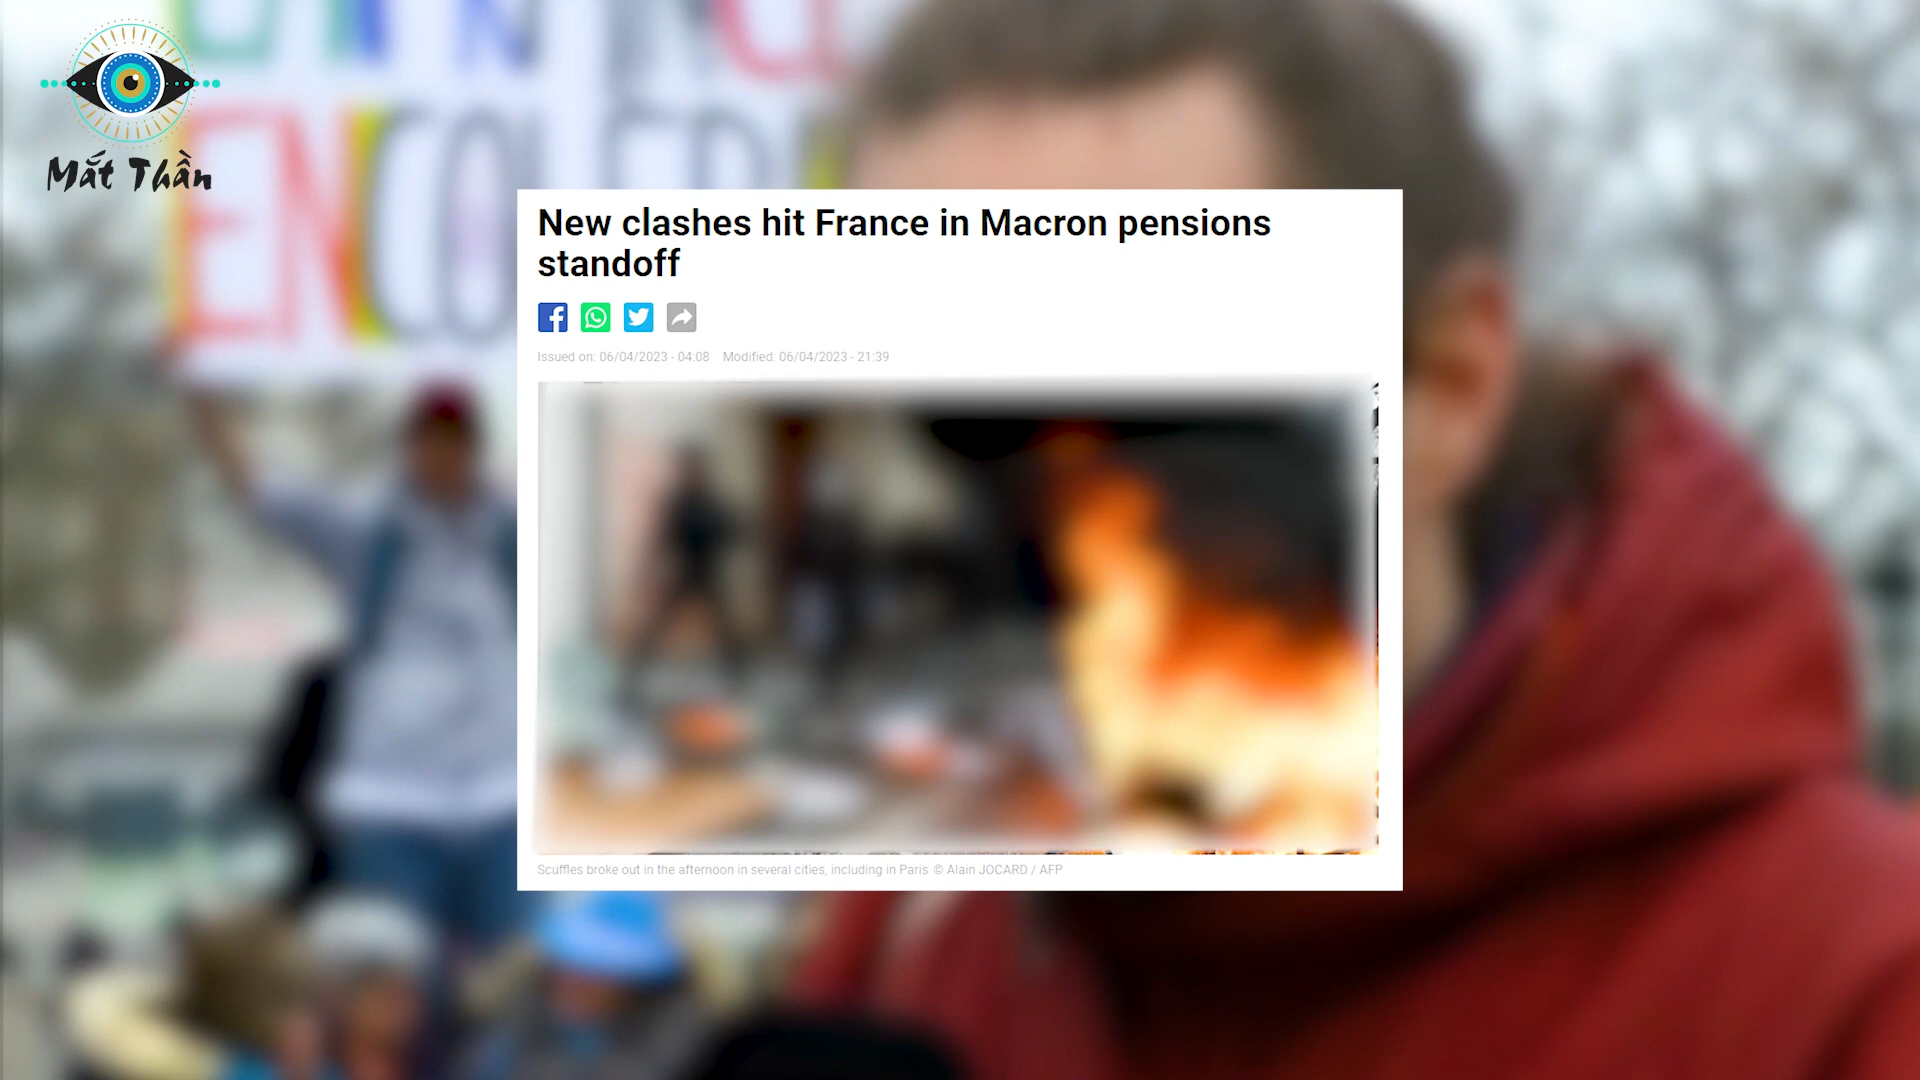 Mắt Thần
EN COLER
New clashes hit France in Macron pensions
standoff
Issued on: 06/04/2023 - 04:08 Modified: 06/04/2023 - 21:39
Scuffles broke out in the afternoon in several cities, including in Paris © Alain JOCARD / AFP